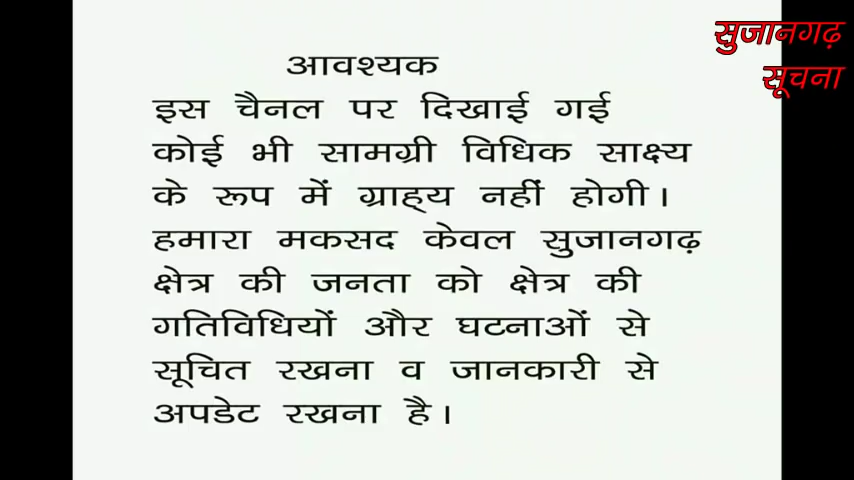 सुजानगढ़
सूचना
आवश्यक
इस चैनल पर दिखाई गई
कोई भी सामग्री विधिक साक्ष्य
के रूप में ग्राह्य नहीं होगी।
हमारा मकसद केवल सुजानगढ़
क्षेत्र की जनता को क्षेत्र की
गतिविधियों और घटनाओं से
सूचित रखना व जानकारी से
अपडेट रखना है।